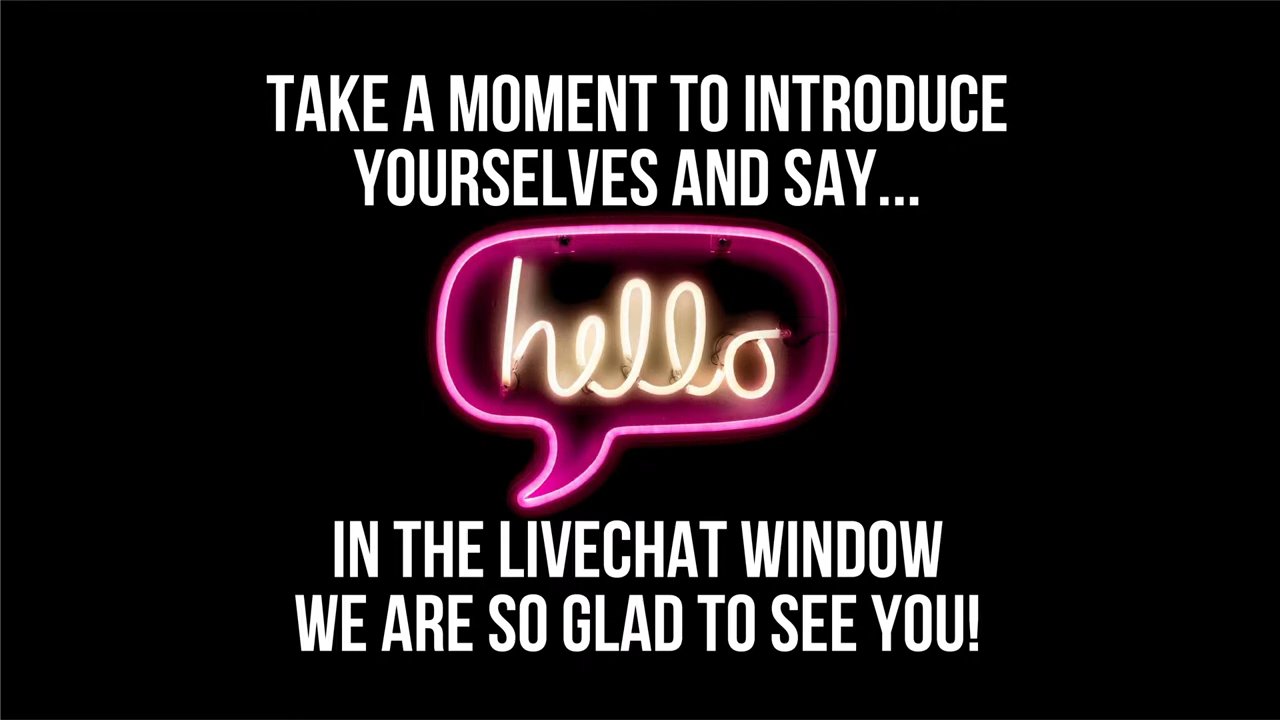 TAKE A MOMENT TO INTRODUCE
YOURSELVES AND SAY...
hello
IN THE LIVECHAT WINDOW
WE ARE SO GLAD TO SEE YOU!